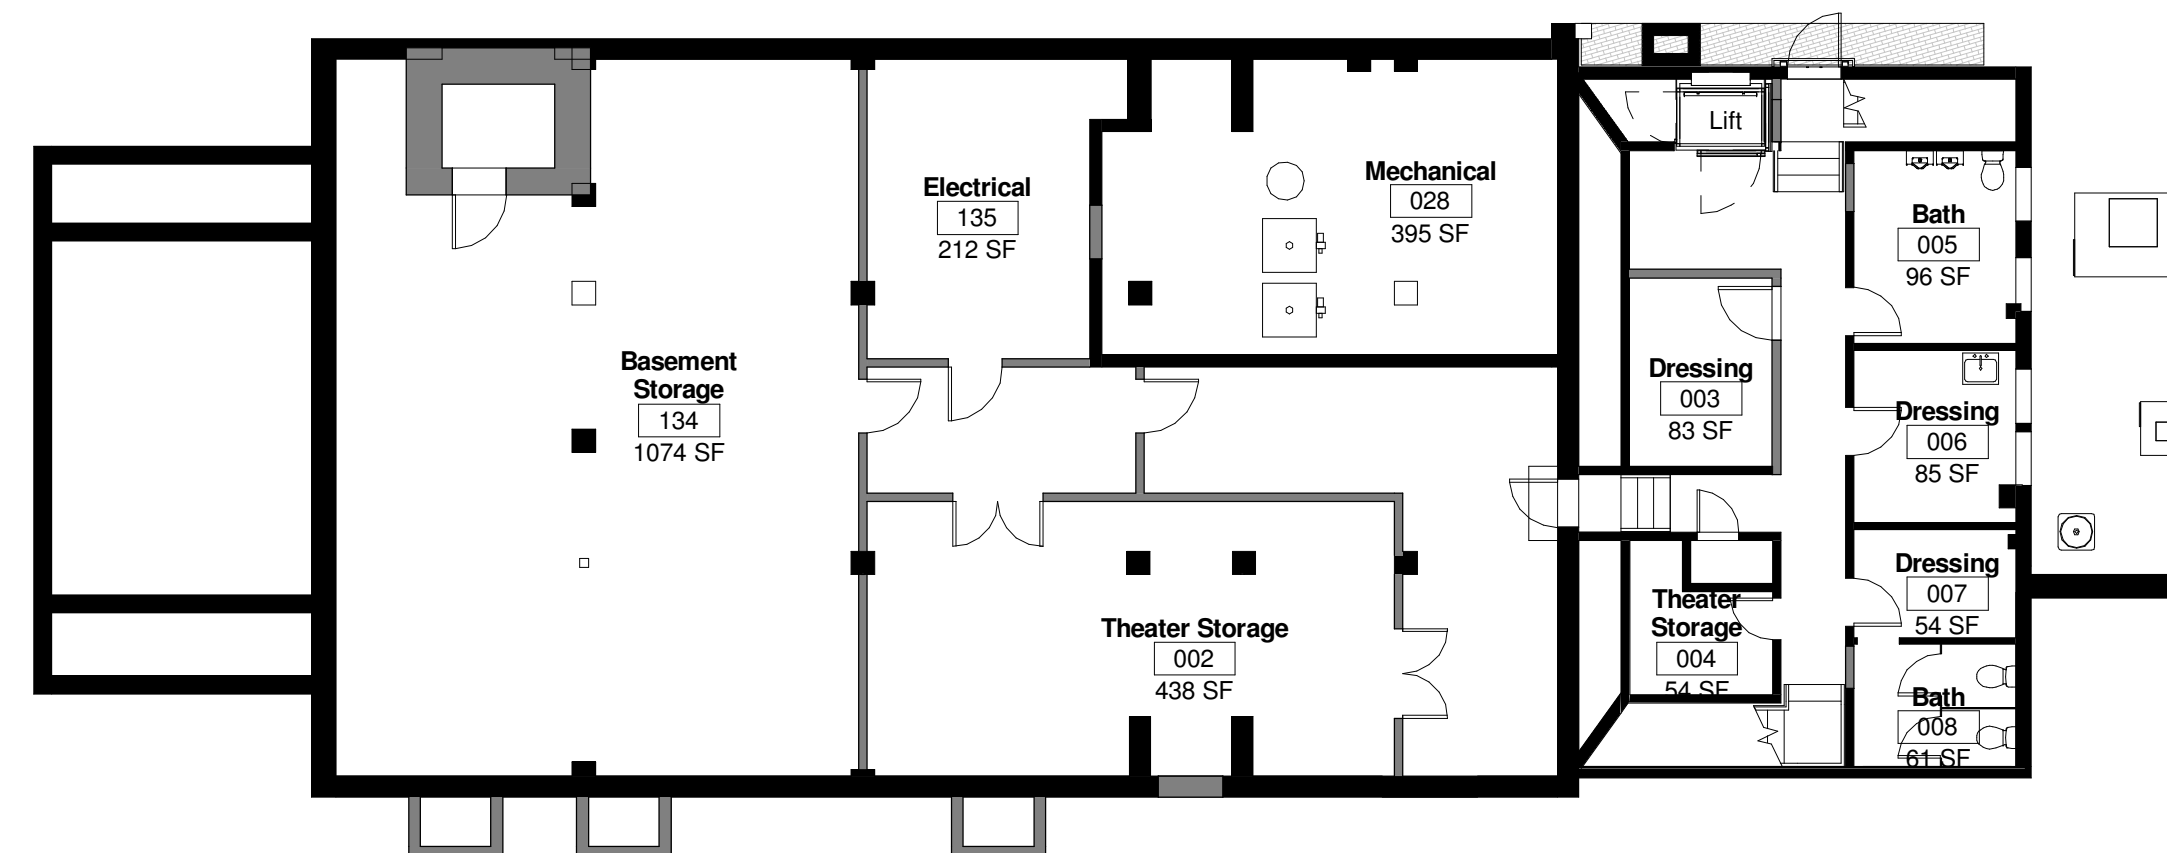 Lift
Electrical
135
212 SF
Mechanical
028
395 SF
Bath
005
96 SF
Basement
Storage
134
1074 SF
Dressing
003
83 SF
Dressing
006
85 SF
Dressing
007
54 SF
Theater Storage
002
438 SF
Theater
Storage
004
54 SF
Bath
008
61 SF